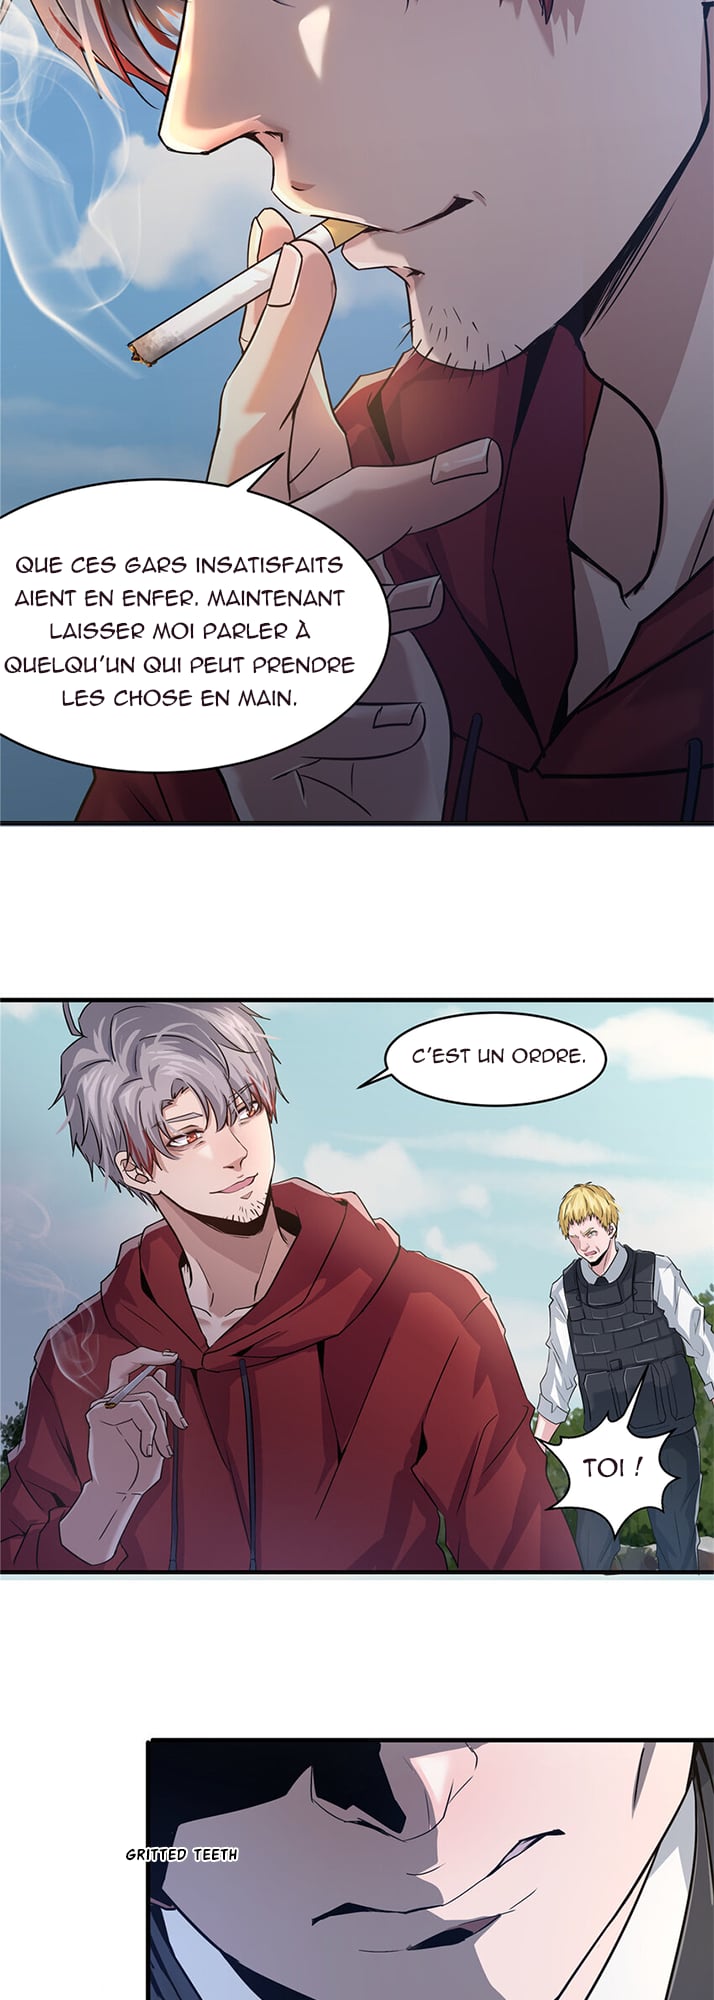 QUE CES GARS INSATISFAITS
AIENT EN ENFER. MAINTENANT
LAISSER MOI PARLER À
QUELQU'UN QUI PEUT PRENDRE
LES CHOSE EN MAIN.
C'EST UN ORDRE.
TOI !
GRITTED TEETH